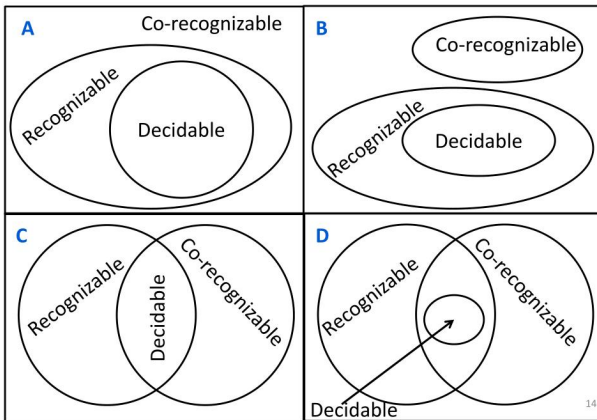 A
Co-recognizable
Recognizable
Decidable
B
Co-recognizable
Recognizable
Decidable
C
Recognizable
Decidable
Co-recognizable
D
Recognizable
Co-recognizable
Decidable
14